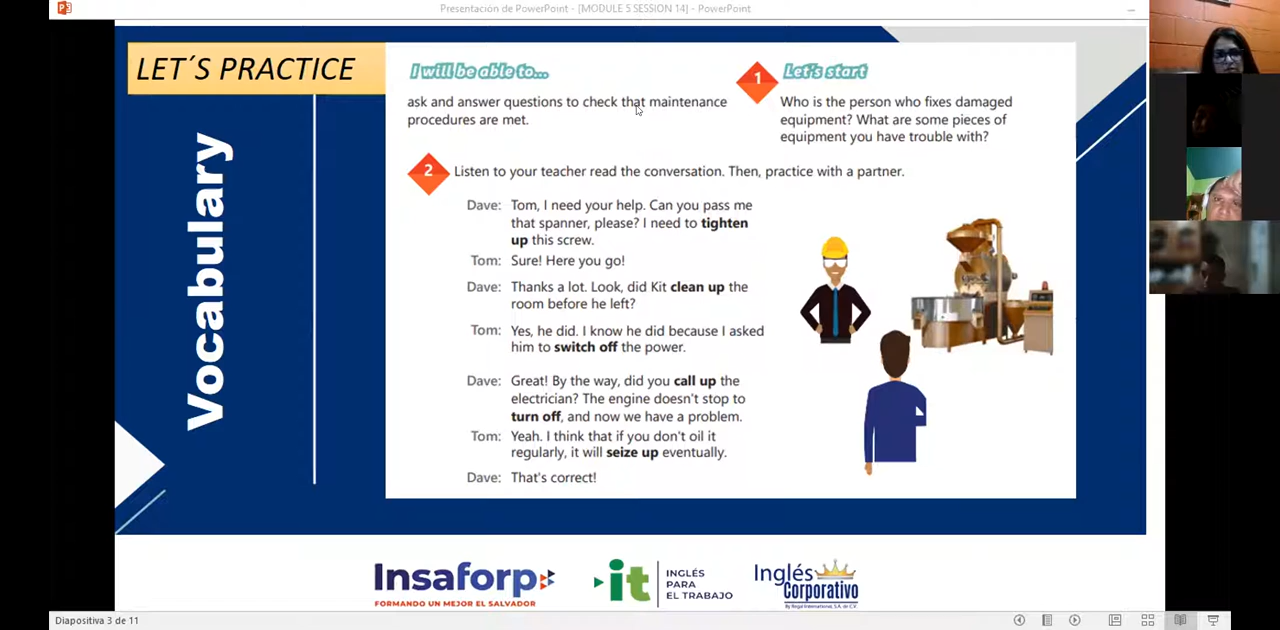 Presentación de PowerPoint - [MODULE 5 SESSION 14] - PowerPoint
LET´S PRACTICE
Vocabulary
I will be able to...
ask and answer questions to check that maintenance
procedures are met.
1
Let's start
Who is the person who fixes damaged
equipment? What are some pieces of
equipment you have trouble with?
2
Listen to your teacher read the conversation. Then, practice with a partner.
Dave: Tom, I need your help. Can you pass me
that spanner, please? I need to tighten
up this screw.
Tom: Sure! Here you go!
Dave: Thanks a lot. Look, did Kit clean up the
room before he left?
Tom: Yes, he did. I know he did because I asked
him to switch off the power.
Dave: Great! By the way, did you call up the
electrician? The engine doesn't stop to
turn off, and now we have a problem.
Tom: Yeah. I think that if you don't oil it
regularly, it will seize up eventually.
Dave: That's correct!
Insaforp
FORMANDO UN MEJOR EL SALVADOR
it
INGLÉS
PARA
EL TRABAJO
Inglés
Corporativo
By Regal International, S.A. de C.V.
Diapositiva 3 de 11